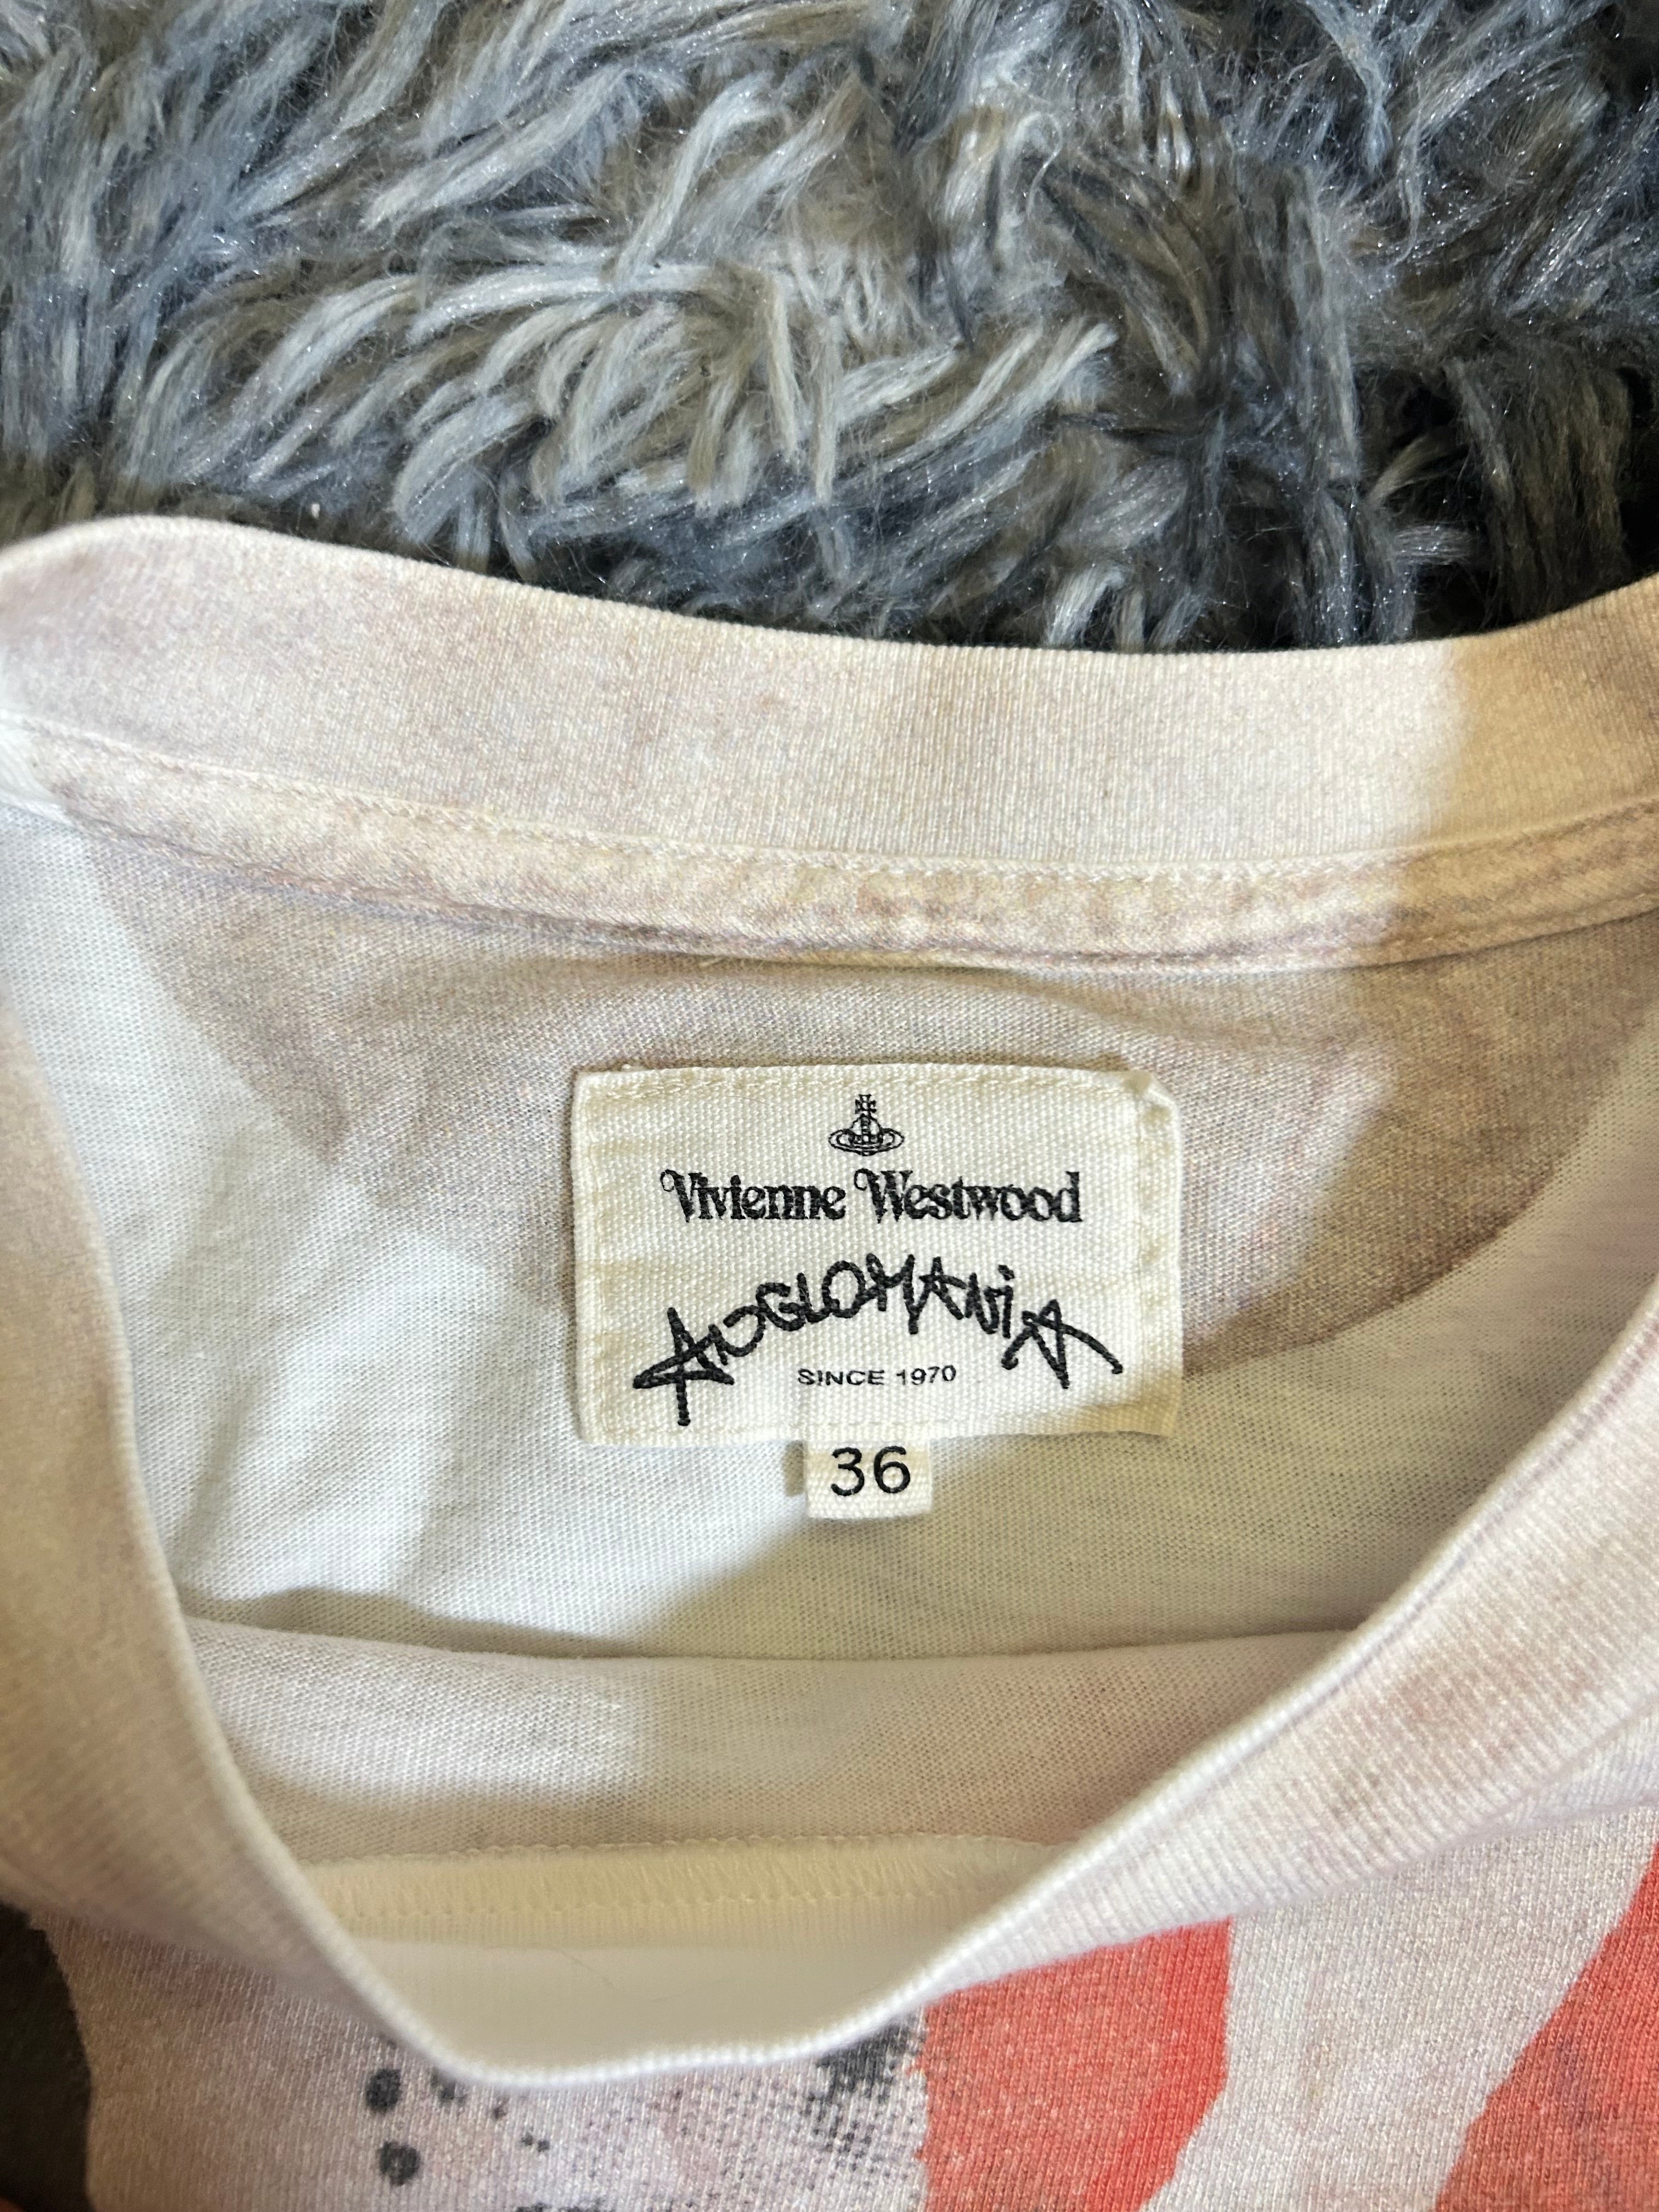 Vivienne Westwood
ANGLOMANiA
SINCE 1970
36